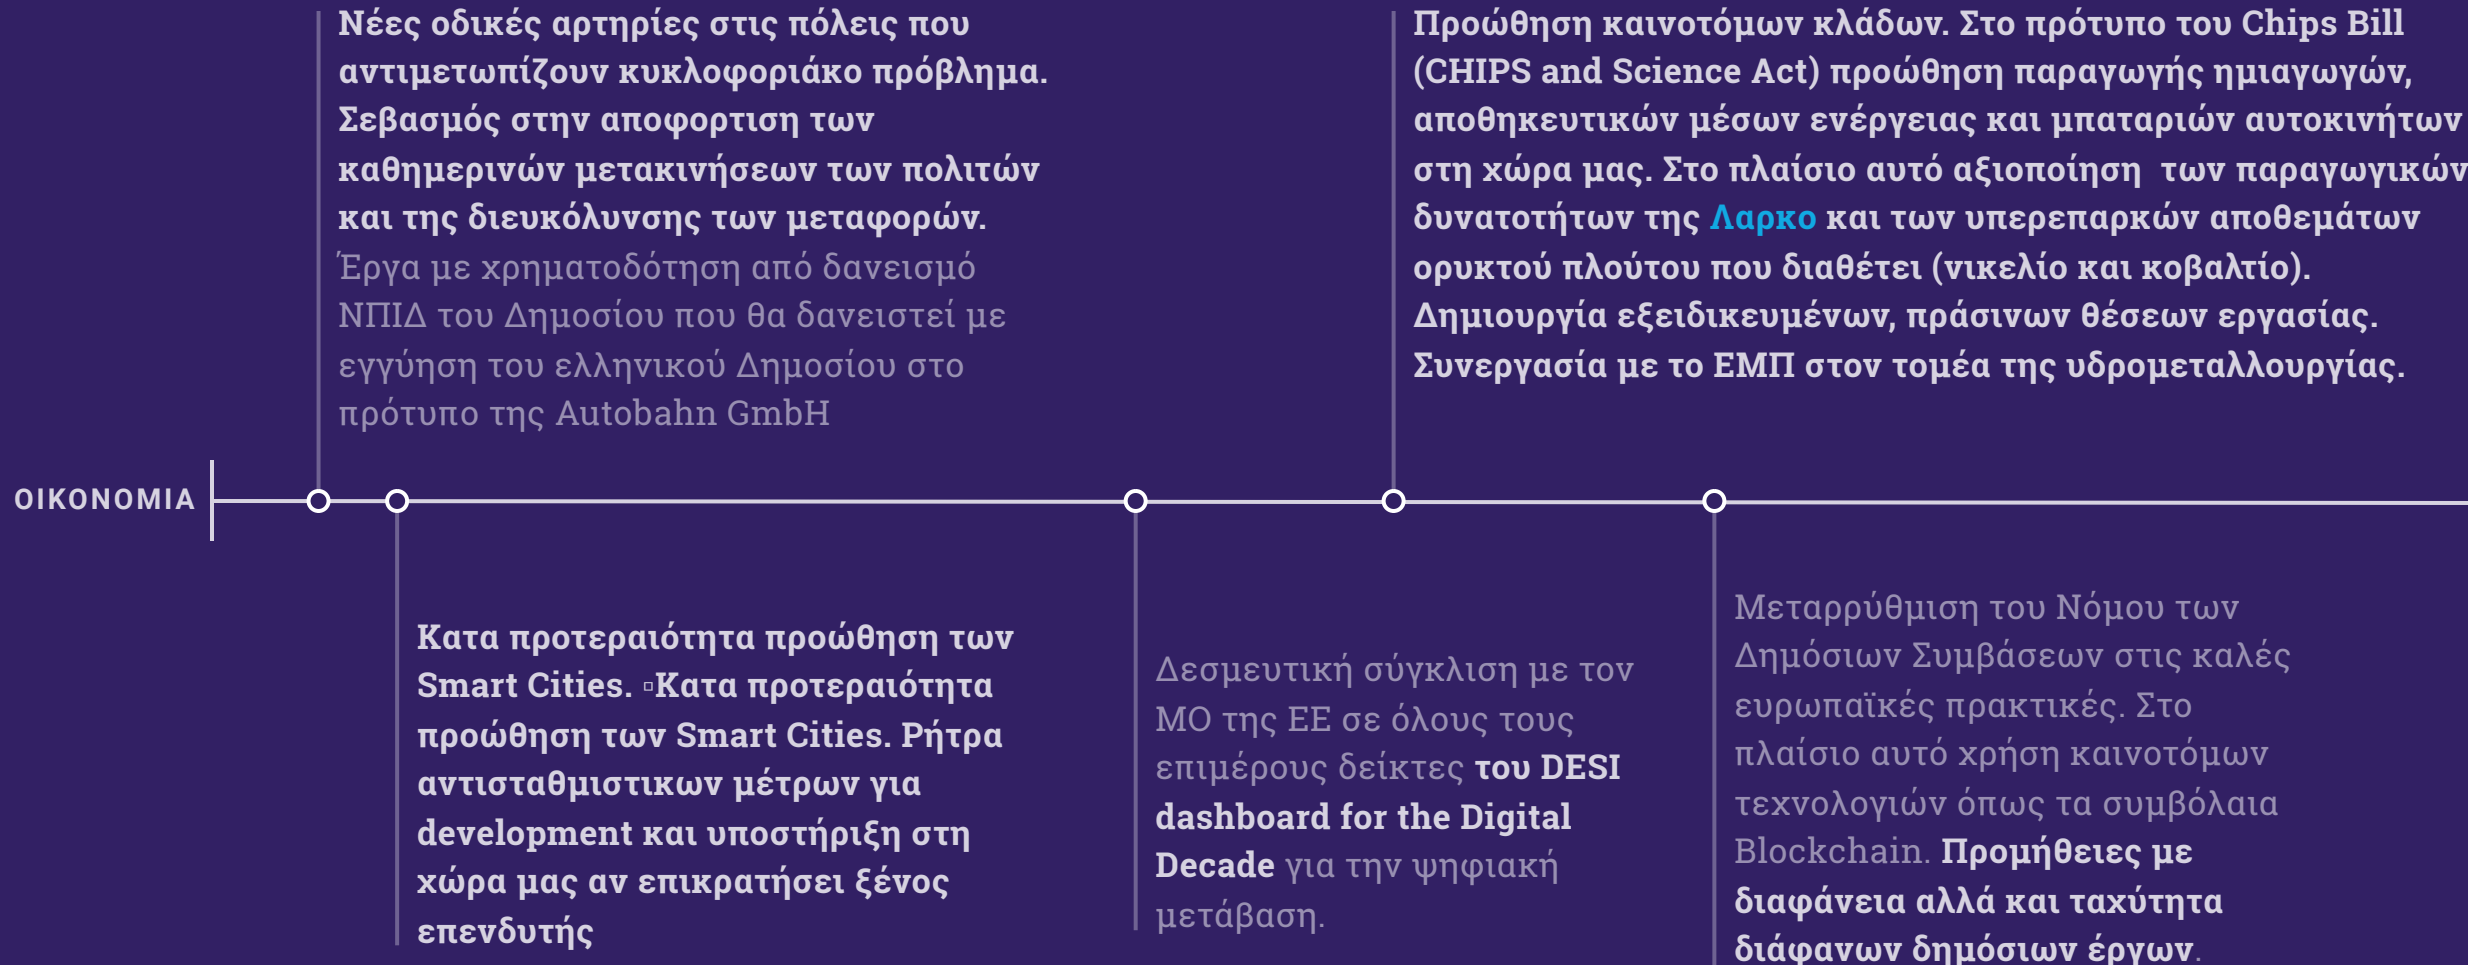 Νέες οδικές αρτηρίες στις πόλεις που
αντιμετωπίζουν κυκλοφοριάκο πρόβλημα.
Σεβασμός στην αποφορτιση των
καθημερινών μετακινήσεων των πολιτών
και της διευκόλυνσης των μεταφορών.
Έργα με χρηματοδότηση από δανεισμό
ΝΠΙΔ του Δημοσίου που θα δανειστεί με
εγγύηση του ελληνικού Δημοσίου στο
πρότυπο της Autobahn GmbH
Προώθηση καινοτόμων κλάδων. Στο πρότυπο του Chips Bill
(CHIPS and Science Act) προώθηση παραγωγής ημιαγωγών,
αποθηκευτικών μέσων ενέργειας και μπαταριών αυτοκινήτων
στη χώρα μας. Στο πλαίσιο αυτό αξιοποίηση  των παραγωγικών
δυνατοτήτων της Λαρκο και των υπερεπαρκών αποθεμάτων
ορυκτού πλούτου που διαθέτει (νικελίο και κοβαλτίο).
Δημιουργία εξειδικευμένων, πράσινων θέσεων εργασίας.
Συνεργασία με το ΕΜΠ στον τομέα της υδρομεταλλουργίας.
ΟΙΚΟΝΟΜΙΑ
Κατα προτεραιότητα προώθηση των
Smart Cities. ▫Κατα προτεραιότητα
προώθηση των Smart Cities. Ρήτρα
αντισταθμιστικων μέτρων για
development και υποστήριξη στη
χώρα μας αν επικρατήσει ξένος
επενδυτής
Δεσμευτική σύγκλιση με τον
ΜΟ της ΕΕ σε όλους τους
επιμέρους δείκτες του DESI
dashboard for the Digital
Decade για την ψηφιακή
μετάβαση.
Μεταρρύθμιση του Νόμου των
Δημόσιων Συμβάσεων στις καλές
ευρωπαϊκές πρακτικές. Στο
πλαίσιο αυτό χρήση καινοτόμων
τεχνολογιών όπως τα συμβόλαια
Blockchain. Προμήθειες με
διαφάνεια αλλά και ταχύτητα
διάφανων δημόσιων έργων.